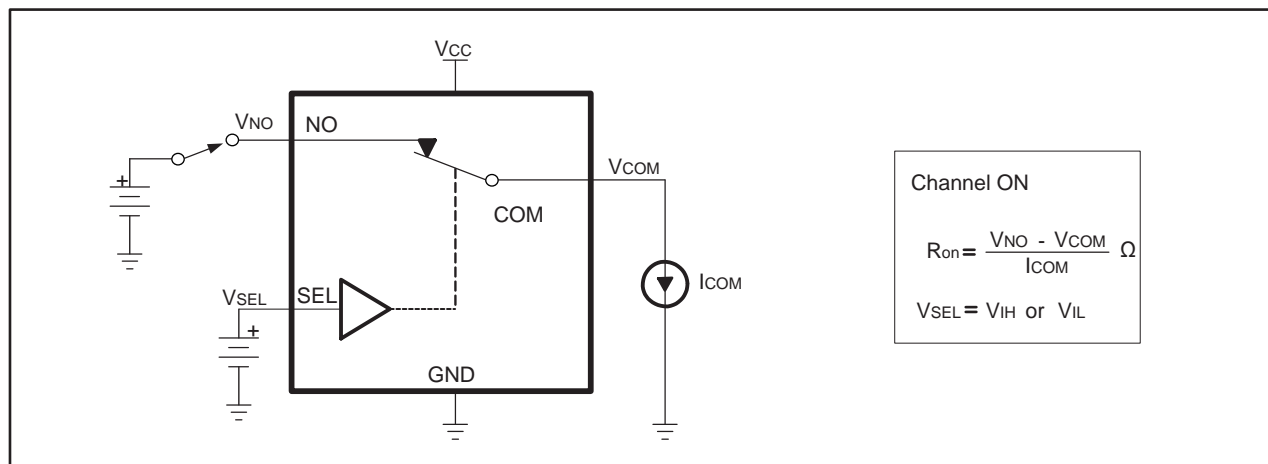 VCC
VNO NO
+
VCOM
COM
VSEL SEL
+
ICOM
GND
Channel ON
Ron = VNO - VCOM / ICOM Ω
VSEL = VIH or VIL